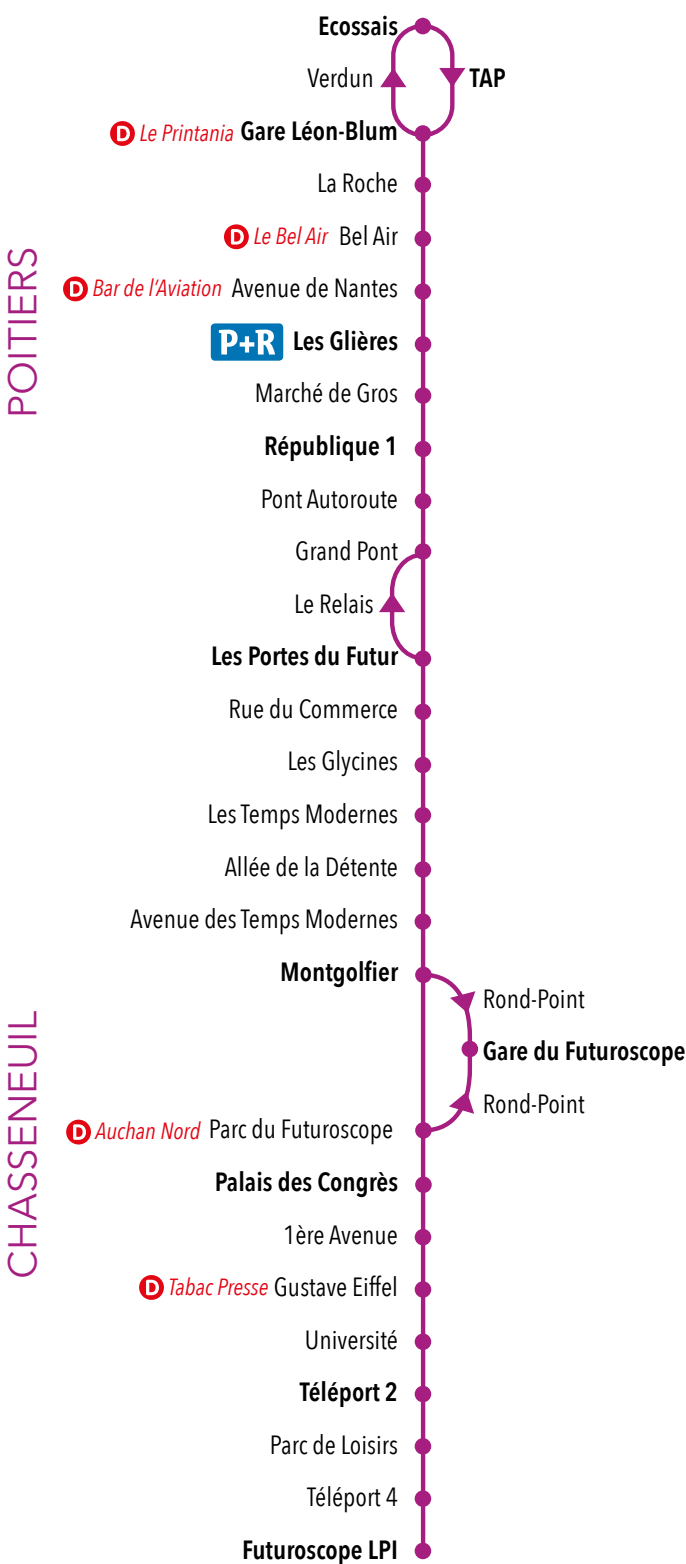 Ecossais
Verdun
TAP
D Le Printania Gare Léon-Blum
La Roche
D Le Bel Air Bel Air
D Bar de l'Aviation Avenue de Nantes
P+R Les Glières
Marché de Gros
République 1
Pont Autoroute
Grand Pont
Le Relais
Les Portes du Futur
Rue du Commerce
Les Glycines
Les Temps Modernes
Allée de la Détente
Avenue des Temps Modernes
Montgolfier
Rond-Point
Gare du Futuroscope
Rond-Point
D Auchan Nord Parc du Futuroscope
Palais des Congrès
1ère Avenue
D Tabac Presse Gustave Eiffel
Université
Téléport 2
Parc de Loisirs
Téléport 4
Futuroscope LPI
POITIERS
CHASSENEUIL